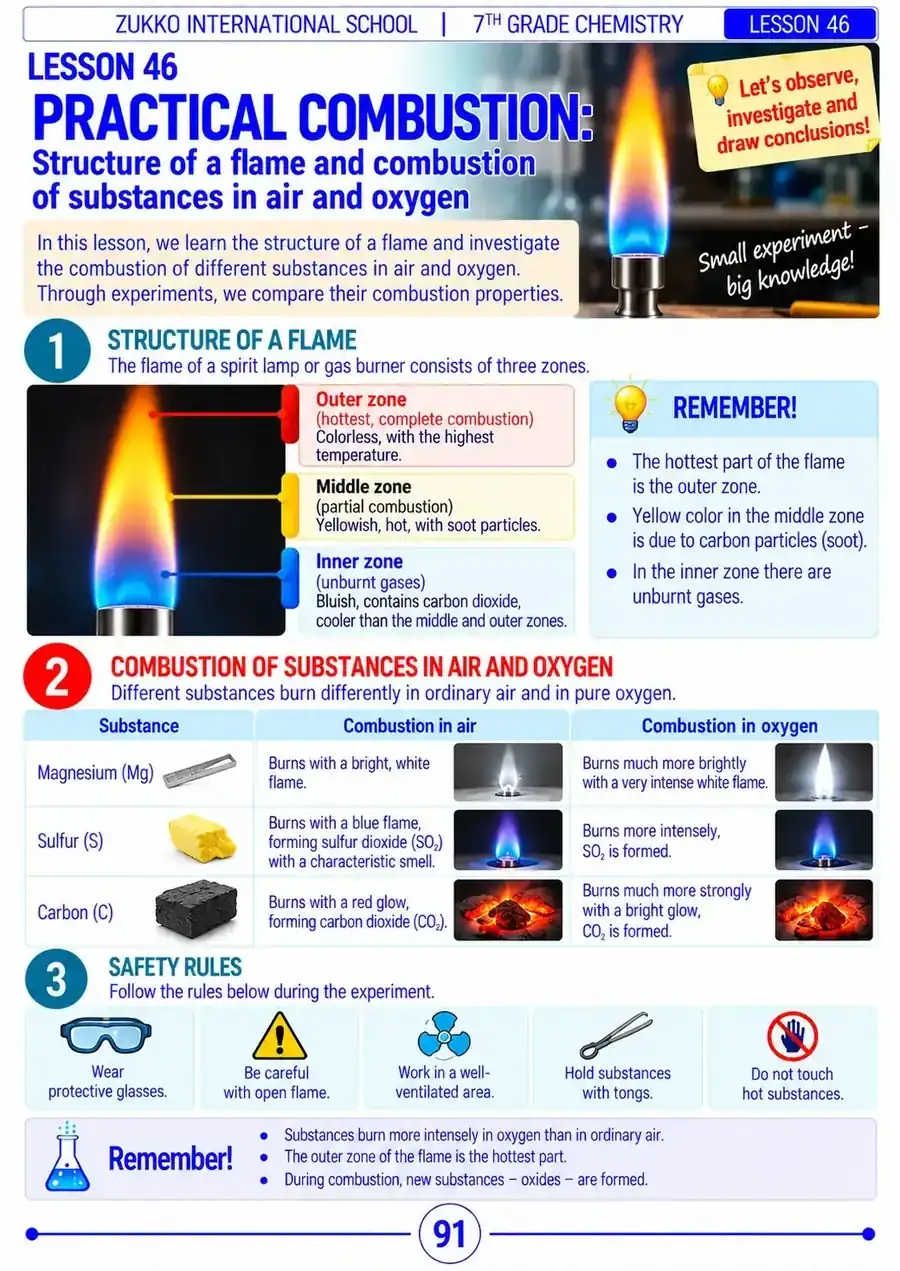 ZUKKO INTERNATIONAL SCHOOL | 7TH GRADE CHEMISTRY
LESSON 46
LESSON 46
PRACTICAL COMBUSTION:
Structure of a flame and combustion
of substances in air and oxygen
Let's observe,
investigate and
draw conclusions!
In this lesson, we learn the structure of a flame and investigate
the combustion of different substances in air and oxygen.
Through experiments, we compare their combustion properties.
Small experiment –
big knowledge!
1
STRUCTURE OF A FLAME
The flame of a spirit lamp or gas burner consists of three zones.
Outer zone
(hottest, complete combustion)
Colorless, with the highest
temperature.
Middle zone
(partial combustion)
Yellowish, hot, with soot particles.
Inner zone
(unburnt gases)
Bluish, contains carbon dioxide,
cooler than the middle and outer zones.
REMEMBER!
• The hottest part of the flame
is the outer zone.
• Yellow color in the middle zone
is due to carbon particles (soot).
• In the inner zone there are
unburnt gases.
2
COMBUSTION OF SUBSTANCES IN AIR AND OXYGEN
Different substances burn differently in ordinary air and in pure oxygen.
Substance
Combustion in air
Combustion in oxygen
Magnesium (Mg)
Burns with a bright, white
flame.
Burns much more brightly
with a very intense white flame.
Sulfur (S)
Burns with a blue flame,
forming sulfur dioxide (SO₂)
with a characteristic smell.
Burns more intensely,
SO₂ is formed.
Carbon (C)
Burns with a red glow,
forming carbon dioxide (CO₂).
Burns much more strongly
with a bright glow,
CO₂ is formed.
3
SAFETY RULES
Follow the rules below during the experiment.
Wear
protective glasses.
Be careful
with open flame.
Work in a well-
ventilated area.
Hold substances
with tongs.
Do not touch
hot substances.
Remember!
• Substances burn more intensely in oxygen than in ordinary air.
• The outer zone of the flame is the hottest part.
• During combustion, new substances – oxides – are formed.
91